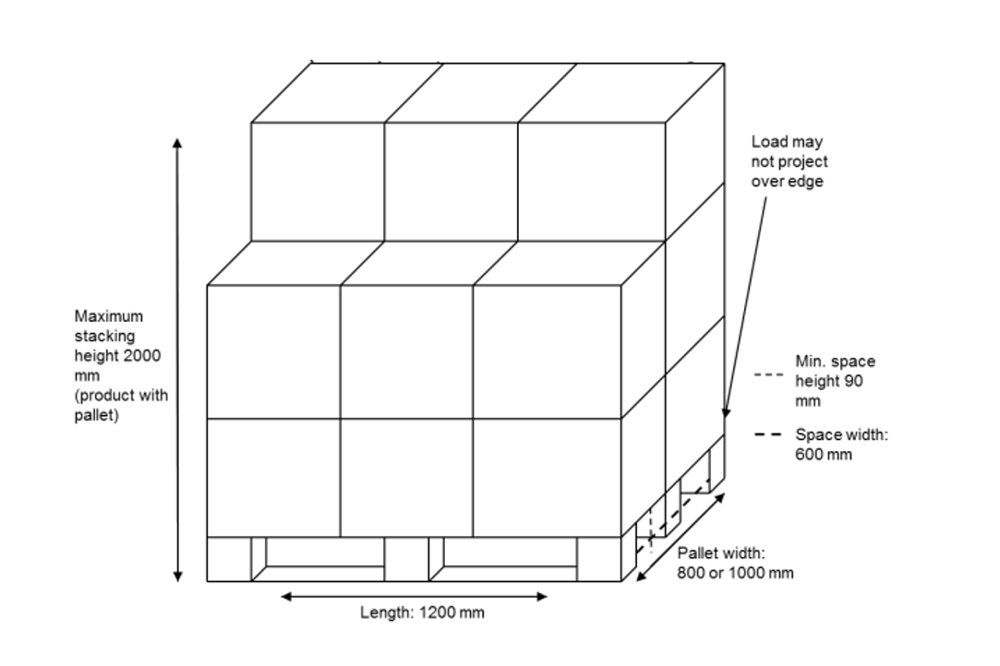 Load may
not project
over edge
Maximum
stacking
height 2000
mm
(product with
pallet)
Min. space
height 90
mm
Space width:
600 mm
Pallet width:
800 or 1000 mm
Length: 1200 mm